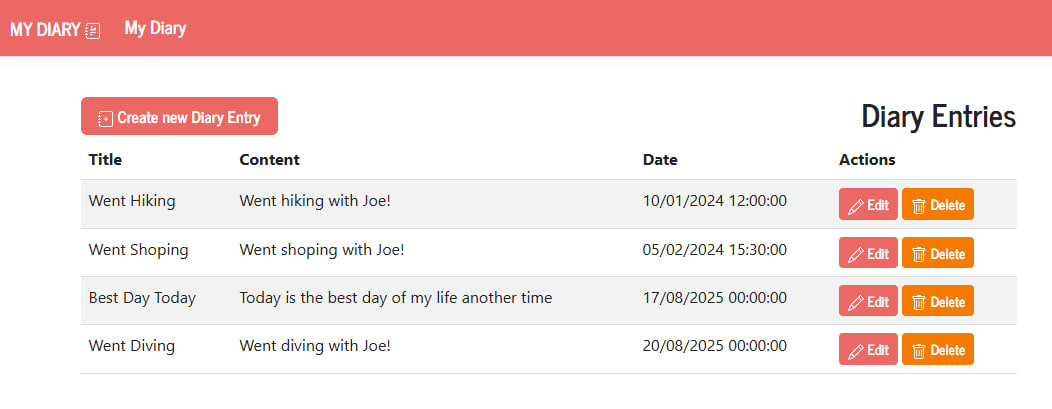 MY DIARY My Diary
Create new Diary Entry Diary Entries
Title Content Date Actions
Went Hiking Went hiking with Joe! 10/01/2024 12:00:00 Edit Delete
Went Shoping Went shoping with Joe! 05/02/2024 15:30:00 Edit Delete
Best Day Today Today is the best day of my life another time 17/08/2025 00:00:00 Edit Delete
Went Diving Went diving with Joe! 20/08/2025 00:00:00 Edit Delete